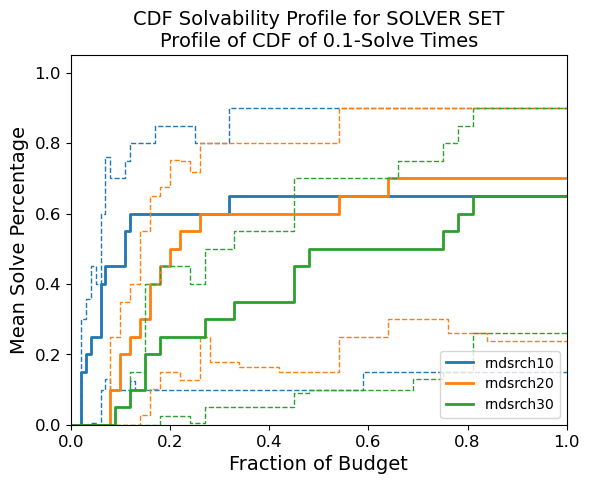 CDF Solvability Profile for SOLVER SET
Profile of CDF of 0.1-Solve Times
Mean Solve Percentage
1.0
0.8
0.6
0.4
0.2
0.0
rndsrch10
rndsrch20
rndsrch30
0.0 0.2 0.4 0.6 0.8 1.0
Fraction of Budget